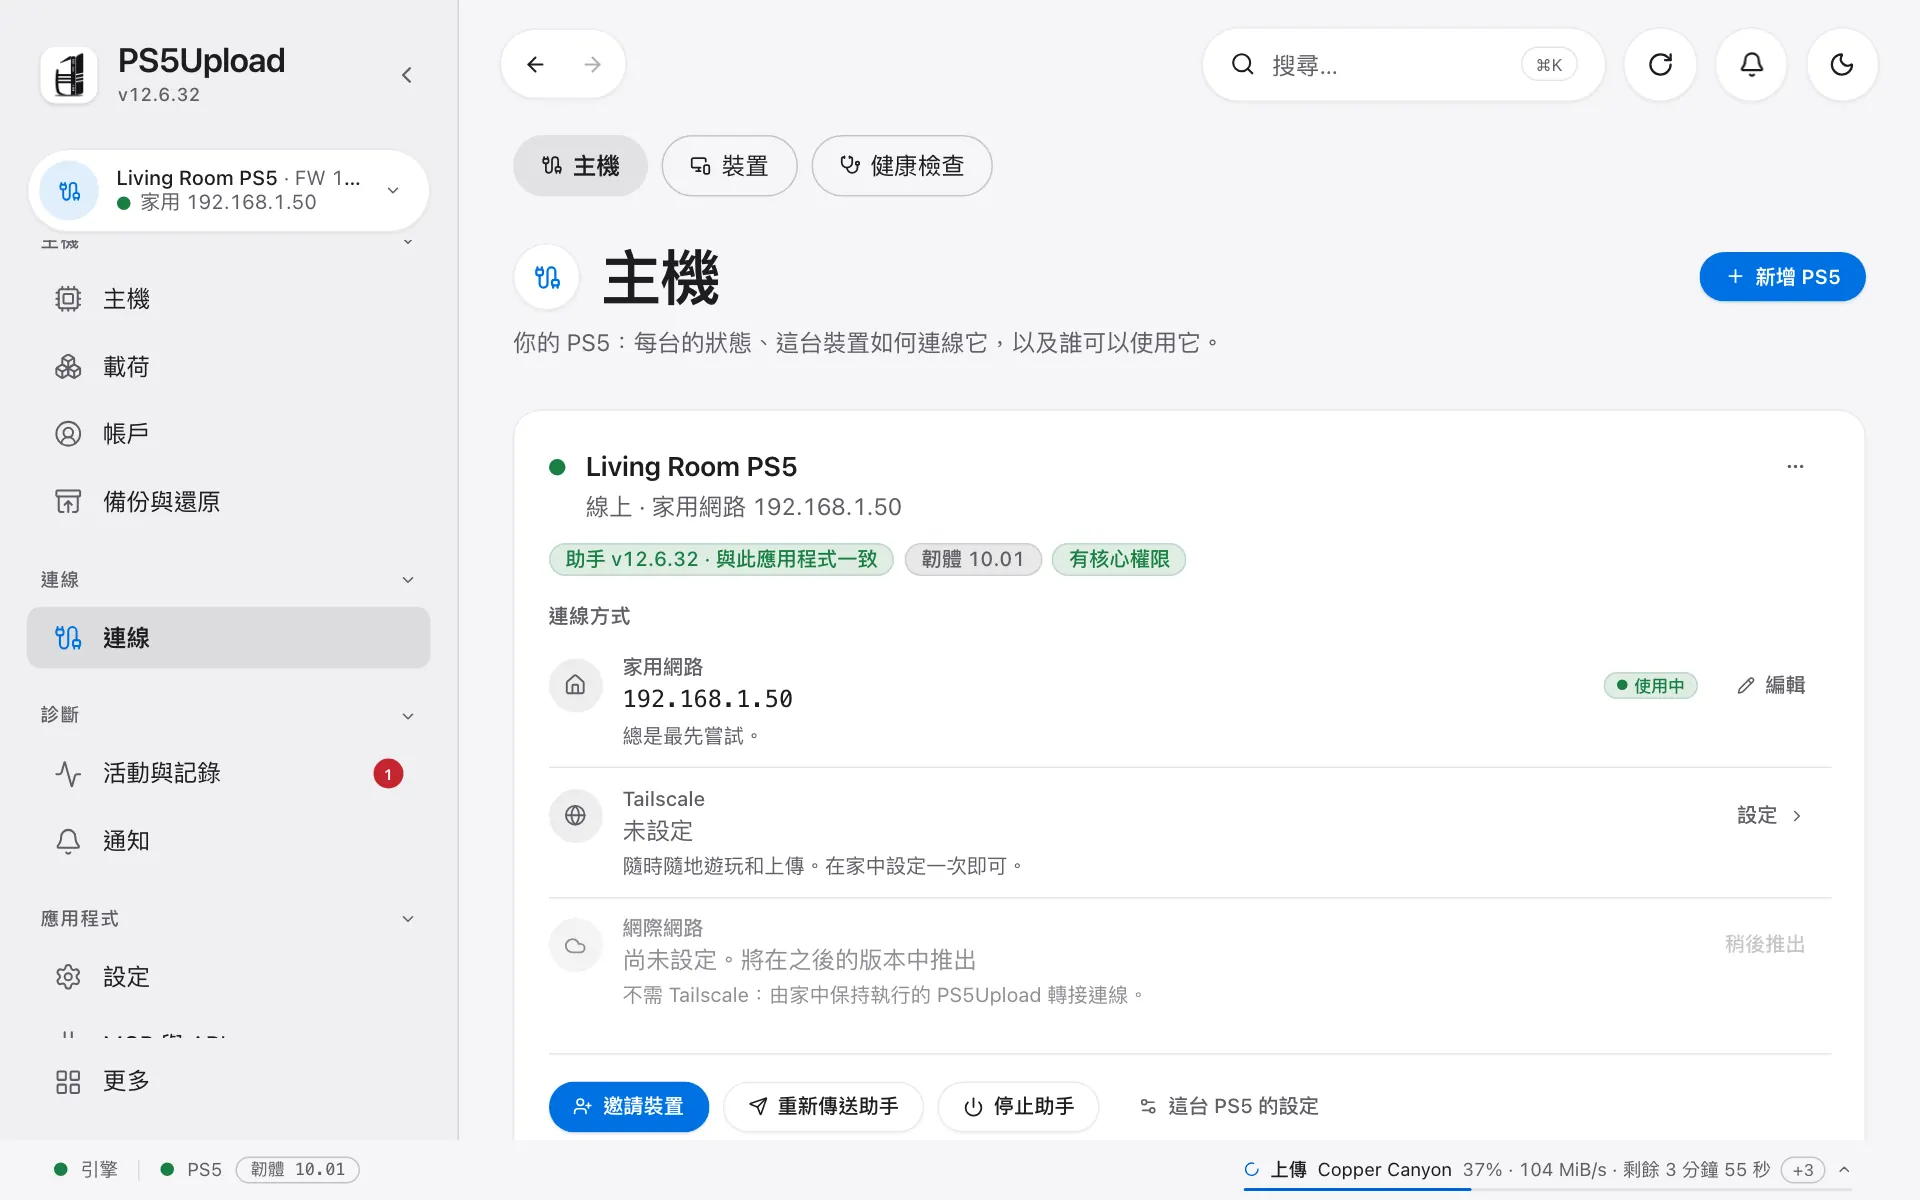 PS5Upload
v12.6.32
Living Room PS5 · FW 1...
家用 192.168.1.50
主機
主機
載荷
帳戶
備份與還原
連線
連線
診斷
活動與記錄
1
通知
應用程式
設定
更多
引擎
PS5
韌體 10.01
搜尋...
⌘K
主機
裝置
健康檢查
主機
+ 新增 PS5
你的 PS5：每台的狀態、這台裝置如何連線它，以及誰可以使用它。
Living Room PS5
...
線上 · 家用網路 192.168.1.50
助手 v12.6.32 · 與此應用程式一致
韌體 10.01
有核心權限
連線方式
家用網路
192.168.1.50
總是最先嘗試。
使用中
編輯
Tailscale
未設定
隨時隨地遊玩和上傳。在家中設定一次即可。
設定
網際網路
尚未設定。將在之後的版本中推出
不需 Tailscale：由家中保持執行的 PS5Upload 轉接連線。
稍後推出
邀請裝置
重新傳送助手
停止助手
這台 PS5 的設定
上傳 Copper Canyon 37% · 104 MiB/s · 剩餘 3 分鐘 55 秒
+3